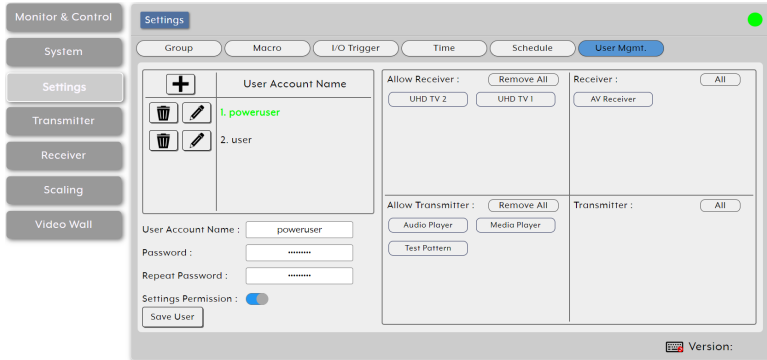 Monitor & Control
System
Settings
Transmitter
Receiver
Scaling
Video Wall
Settings
Group Macro I/O Trigger Time Schedule User Mgmt.
+ User Account Name
1. poweruser
2. user
User Account Name : poweruser
Password : ·········
Repeat Password : ·········
Settings Permission :
Save User
Allow Receiver : Remove All
UHD TV 2 UHD TV 1
Receiver : All
AV Receiver
Allow Transmitter : Remove All
Audio Player Media Player
Test Pattern
Transmitter : All
Version: